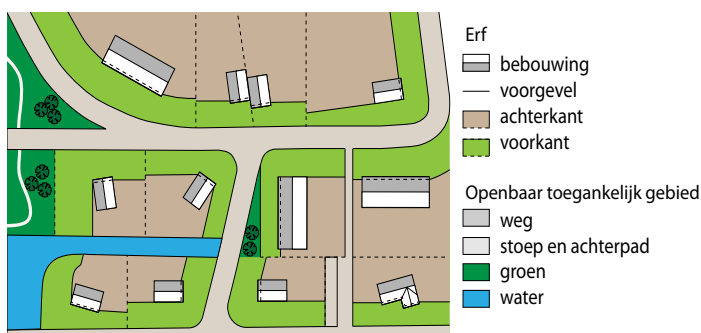 Erf
bebouwing
voorgevel
achterkant
voorkant
Openbaar toegankelijk gebied
weg
stoep en achterpad
groen
water